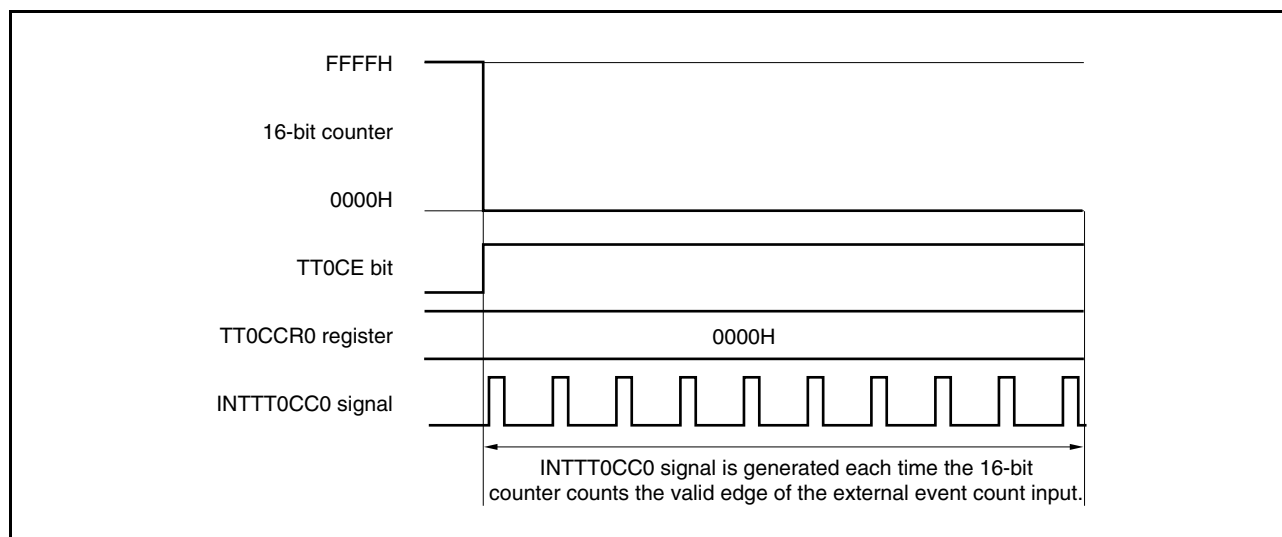 FFFFH
16-bit counter
0000H
TT0CE bit
TT0CCR0 register
0000H
INTTT0CC0 signal
INTTT0CC0 signal is generated each time the 16-bit
counter counts the valid edge of the external event count input.